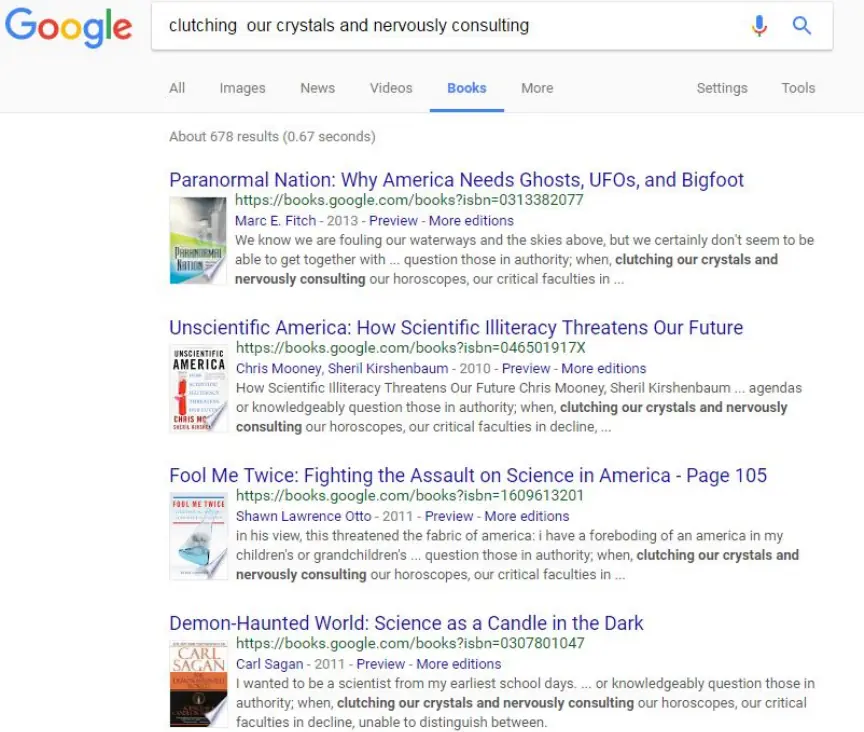 Google
clutching  our crystals and nervously consulting
All Images News Videos Books More Settings Tools
About 678 results (0.67 seconds)
Paranormal Nation: Why America Needs Ghosts, UFOs, and Bigfoot
https://books.google.com/books?isbn=0313382077
Marc E. Fitch - 2013 - Preview - More editions
We know we are fouling our waterways and the skies above, but we certainly don't seem to be
able to get together with ... question those in authority; when, clutching our crystals and
nervously consulting our horoscopes, our critical faculties in ...
PARANORMAL
NATION
Unscientific America: How Scientific Illiteracy Threatens Our Future
https://books.google.com/books?isbn=046501917X
Chris Mooney, Sheril Kirshenbaum - 2010 - Preview - More editions
How Scientific Illiteracy Threatens Our Future Chris Mooney, Sheril Kirshenbaum ... agendas
or knowledgeably question those in authority; when, clutching our crystals and nervously
consulting our horoscopes, our critical faculties in decline, ...
UNSCIENTIFIC
AMERICA
Fool Me Twice: Fighting the Assault on Science in America - Page 105
https://books.google.com/books?isbn=1609613201
Shawn Lawrence Otto - 2011 - Preview - More editions
in his view, this threatened the fabric of america: i have a foreboding of an america in my
children's or grandchildren's ... question those in authority; when, clutching our crystals and
nervously consulting our horoscopes, our critical faculties in ...
FOOL ME TWICE
Demon-Haunted World: Science as a Candle in the Dark
https://books.google.com/books?isbn=0307801047
Carl Sagan - 2011 - Preview - More editions
I wanted to be a scientist from my earliest school days. ... or knowledgeably question those in
authority; when, clutching our crystals and nervously consulting our horoscopes, our critical
faculties in decline, unable to distinguish between.
CARL
SAGAN